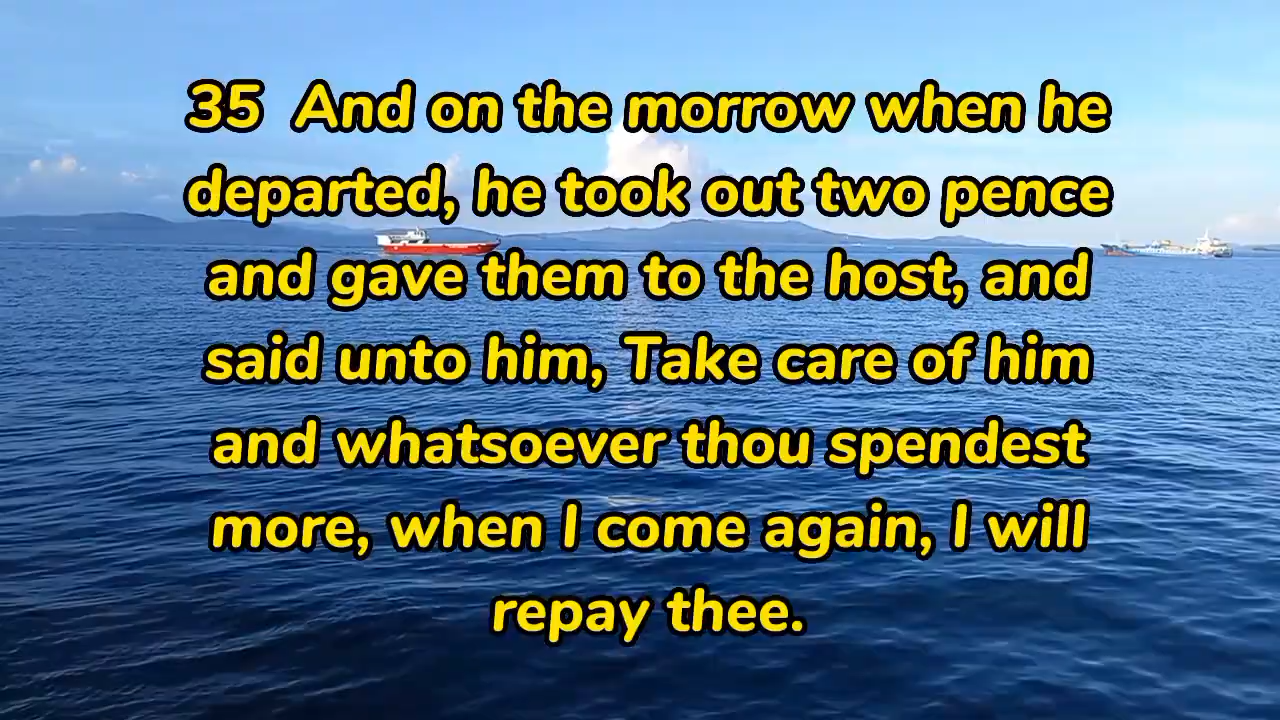 35 And on the morrow when he
departed, he took out two pence
and gave them to the host, and
said unto him, Take care of him
and whatsoever thou spendest
more, when I come again, I will
repay thee.